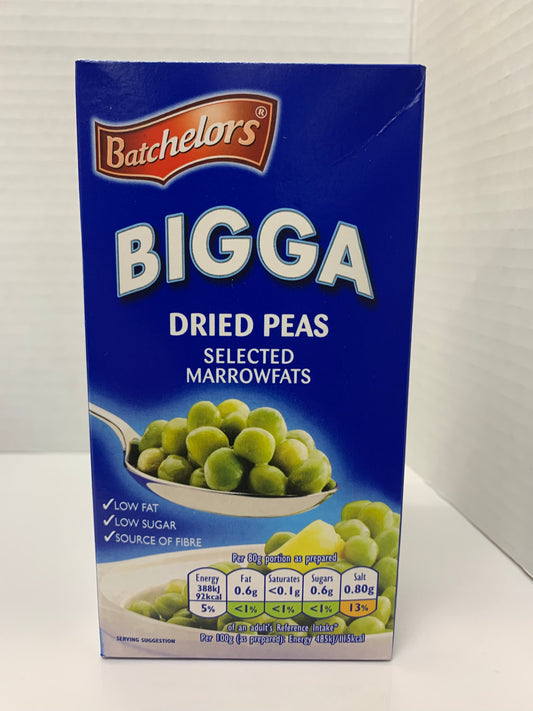 Batchelors®
BIGGA
DRIED PEAS
SELECTED
MARROWFATS
✓LOW FAT
✓LOW SUGAR
✓SOURCE OF FIBRE
Per 80g portion as prepared
Energy Fat Saturates Sugars Salt
388kJ 92kcal 0.6g <0.1g 0.6g 0.80g
5% <1% <1% <1% 13%
of an adult's Reference Intake*
SERVING SUGGESTION
Per 100g (as prepared): Energy 485kJ/115kcal